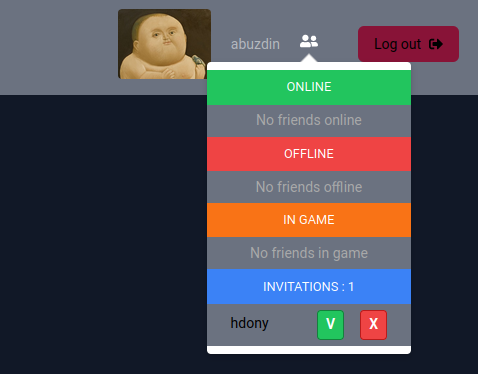 abuzdin
Log out
ONLINE
No friends online
OFFLINE
No friends offline
IN GAME
No friends in game
INVITATIONS : 1
hdony V X